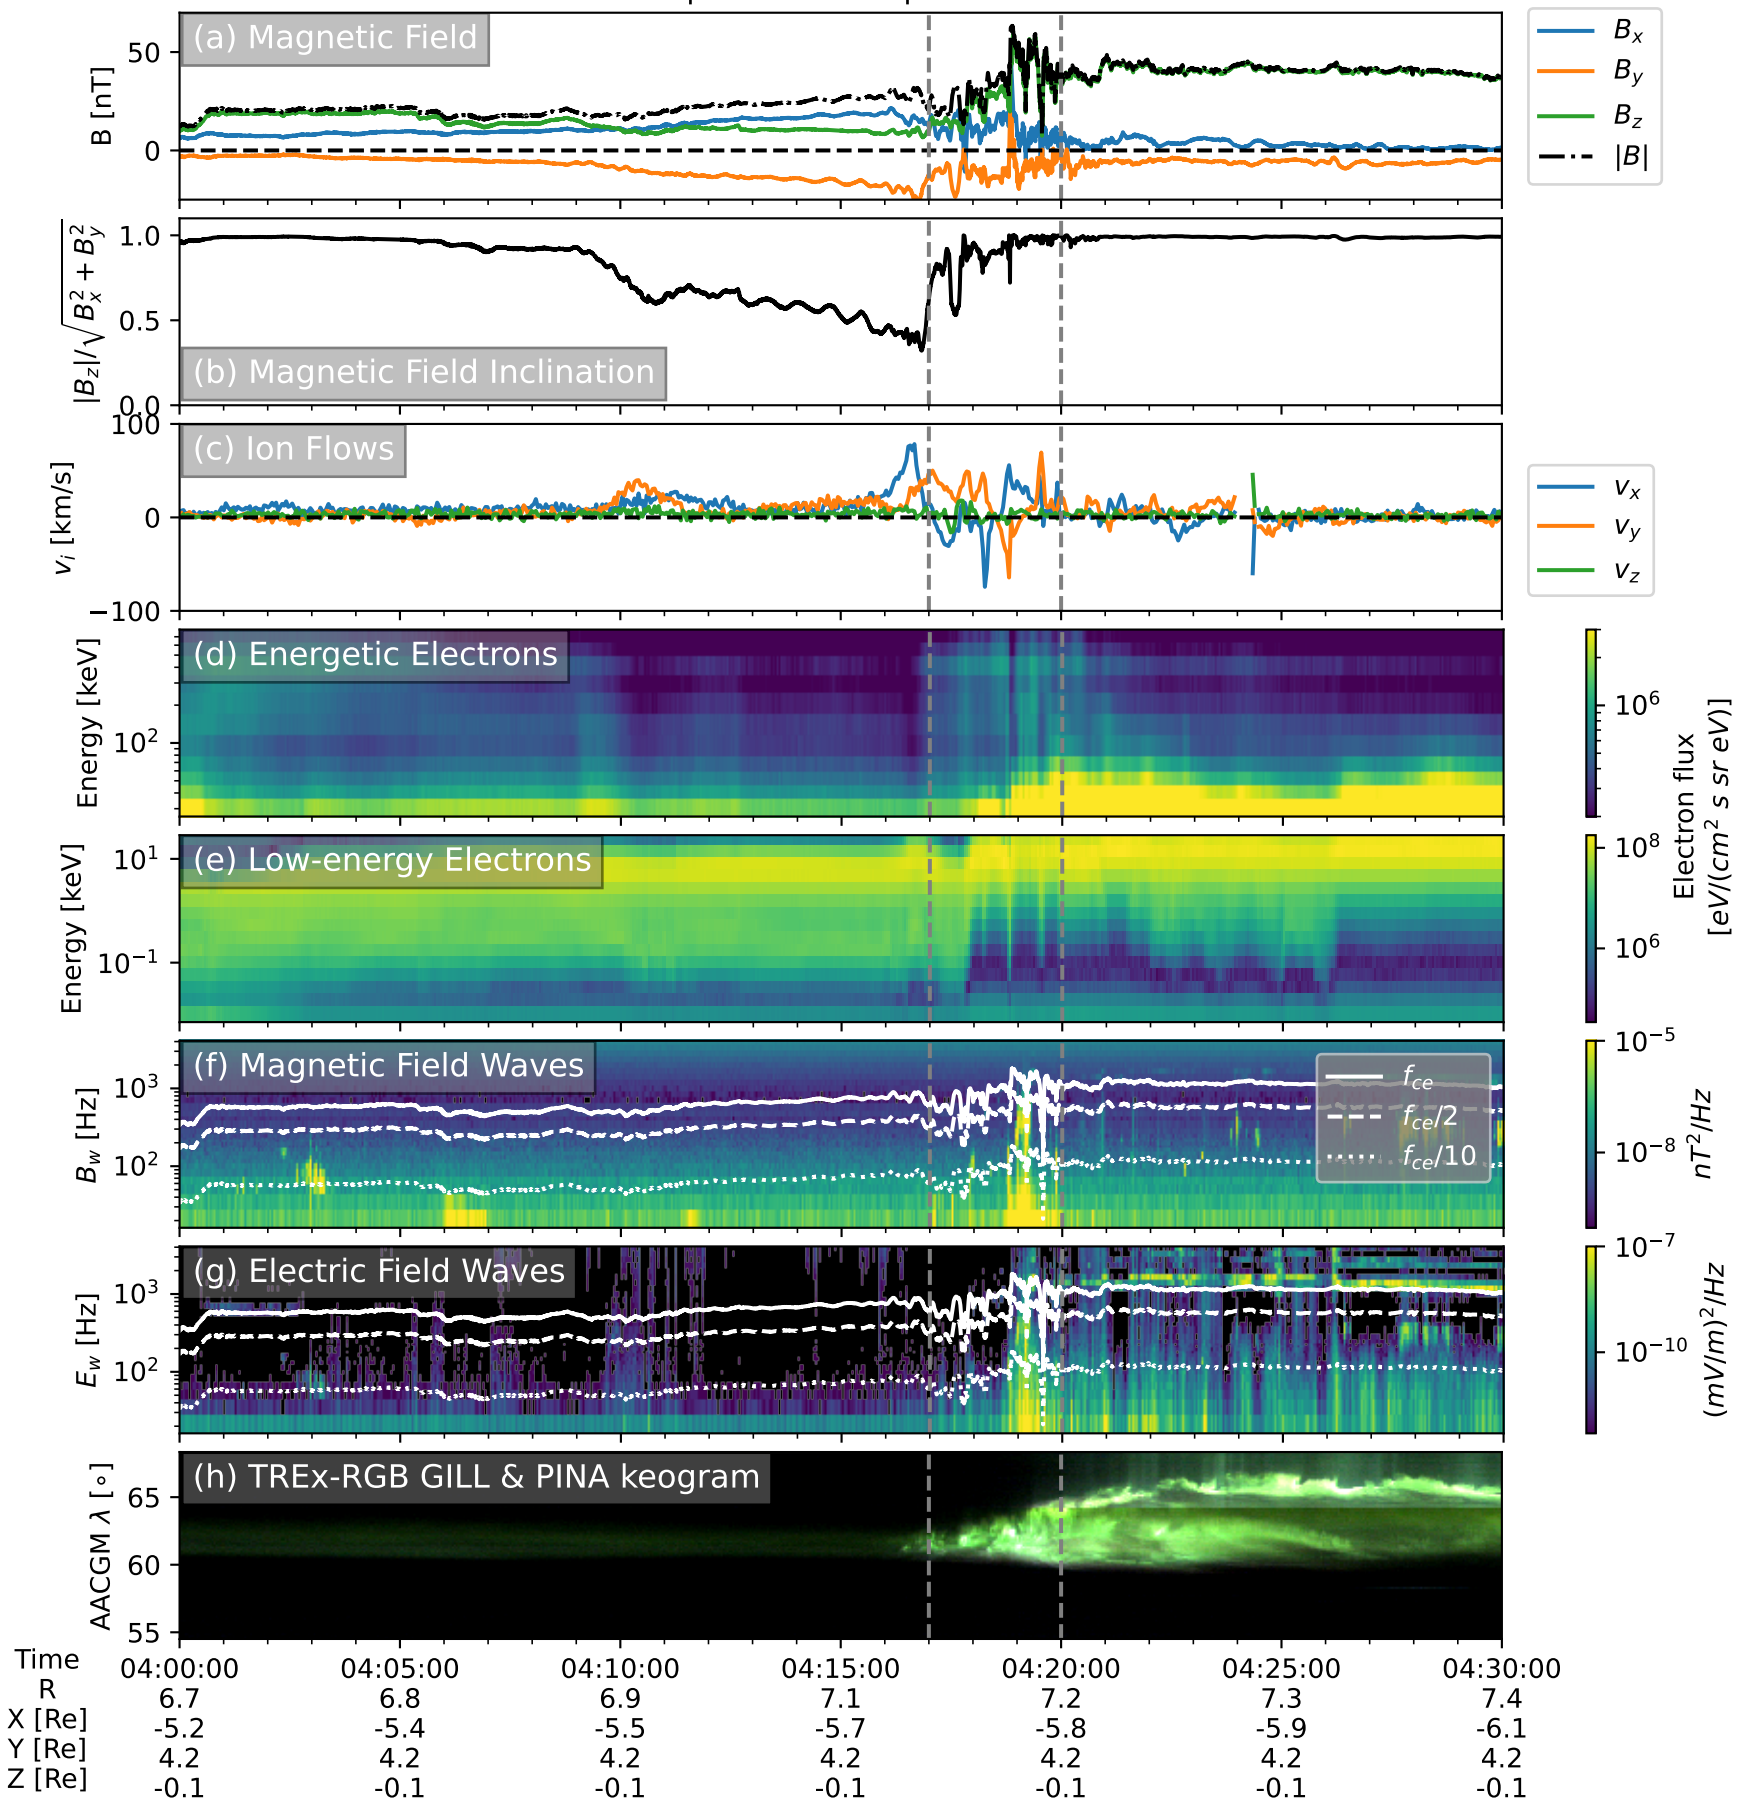 (a) Magnetic Field
50
0
B [nT]
B_x
B_y
B_z
|B|
(b) Magnetic Field Inclination
1.0
0.5
0.0
|B_z|/√B_x^2 + B_y^2
(c) Ion Flows
100
0
−100
v_i [km/s]
v_x
v_y
v_z
(d) Energetic Electrons
10^2
Energy [keV]
10^6
(e) Low-energy Electrons
10^1
10^−1
Energy [keV]
10^8
10^6
Electron flux
[eV/(cm^2 s sr eV)]
(f) Magnetic Field Waves
10^3
10^2
B_w [Hz]
f_ce
f_ce/2
f_ce/10
10^−5
10^−8
nT^2/Hz
(g) Electric Field Waves
10^3
10^2
E_w [Hz]
10^−7
10^−10
(mV/m)^2/Hz
(h) TREx-RGB GILL & PINA keogram
65
60
55
AACGM λ [∘]
Time 04:00:00 04:05:00 04:10:00 04:15:00 04:20:00 04:25:00 04:30:00
R 6.7 6.8 6.9 7.1 7.2 7.3 7.4
X [Re] -5.2 -5.4 -5.5 -5.7 -5.8 -5.9 -6.1
Y [Re] 4.2 4.2 4.2 4.2 4.2 4.2 4.2
Z [Re] -0.1 -0.1 -0.1 -0.1 -0.1 -0.1 -0.1